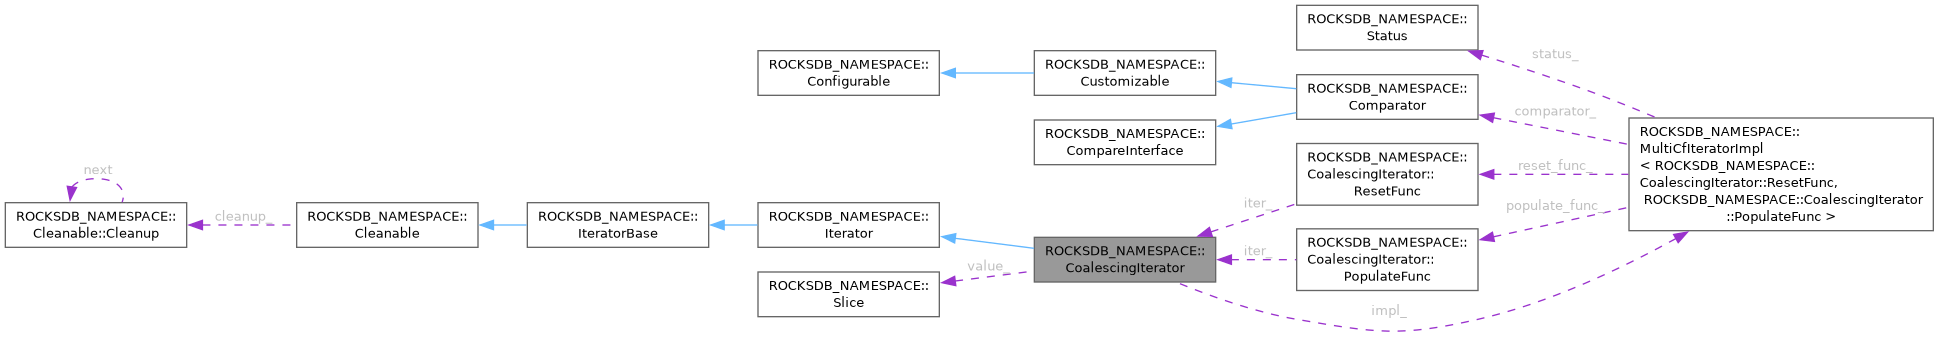 ROCKSDB_NAMESPACE::
Status
status_
ROCKSDB_NAMESPACE::
Configurable
ROCKSDB_NAMESPACE::
Customizable
ROCKSDB_NAMESPACE::
Comparator
comparator_
ROCKSDB_NAMESPACE::
CompareInterface
ROCKSDB_NAMESPACE::
MultiCfIteratorImpl
< ROCKSDB_NAMESPACE::
CoalescingIterator::ResetFunc,
ROCKSDB_NAMESPACE::CoalescingIterator
::PopulateFunc >
ROCKSDB_NAMESPACE::
CoalescingIterator::
ResetFunc
reset_func_
next
ROCKSDB_NAMESPACE::
Cleanable::Cleanup
cleanup_
ROCKSDB_NAMESPACE::
Cleanable
ROCKSDB_NAMESPACE::
IteratorBase
ROCKSDB_NAMESPACE::
Iterator
iter_
populate_func_
ROCKSDB_NAMESPACE::
CoalescingIterator
iter_
ROCKSDB_NAMESPACE::
CoalescingIterator::
PopulateFunc
value_
ROCKSDB_NAMESPACE::
Slice
impl_